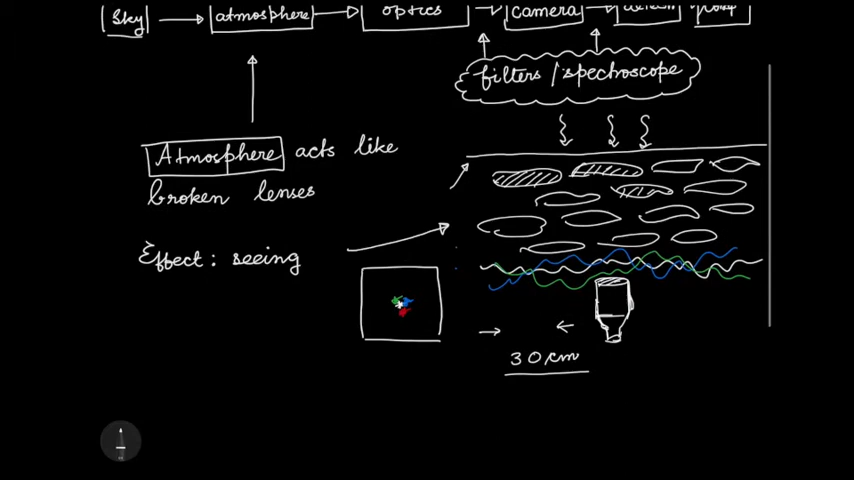 Sky atmosphere optics camera
filters / spectroscope
Atmosphere acts like
broken lenses
Effect: seeing
30 cm